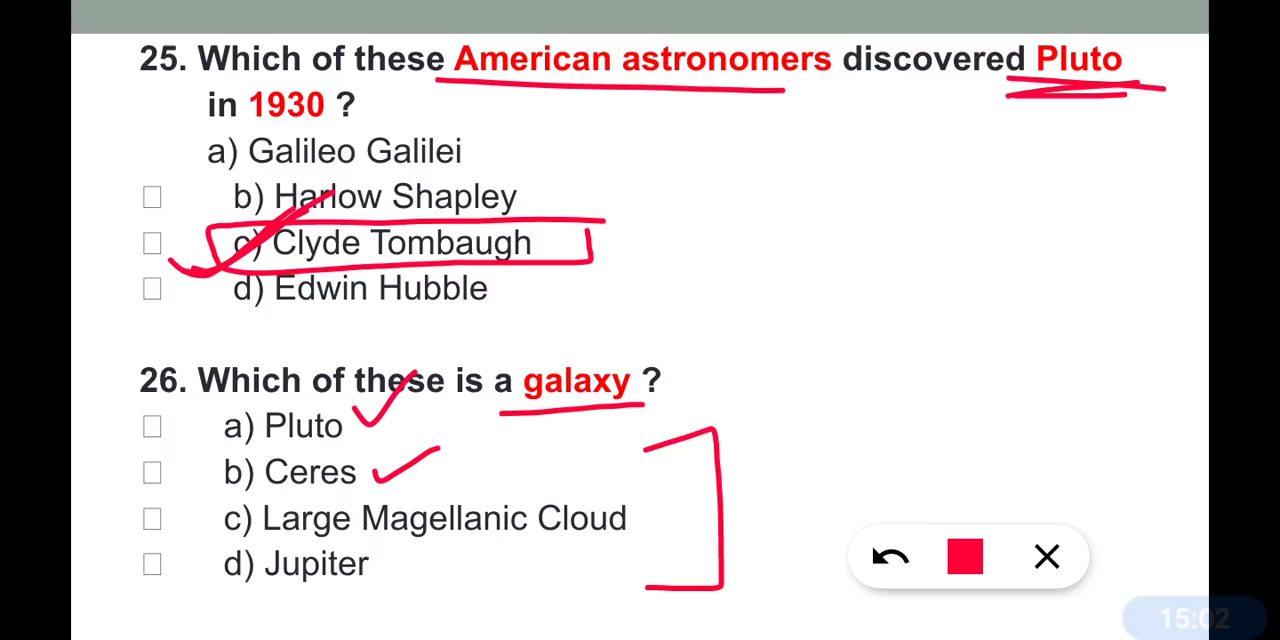 25. Which of these American astronomers discovered Pluto
in 1930 ?
a) Galileo Galilei
b) Harlow Shapley
c) Clyde Tombaugh
d) Edwin Hubble
26. Which of these is a galaxy ?
a) Pluto
b) Ceres
c) Large Magellanic Cloud
d) Jupiter
15:02